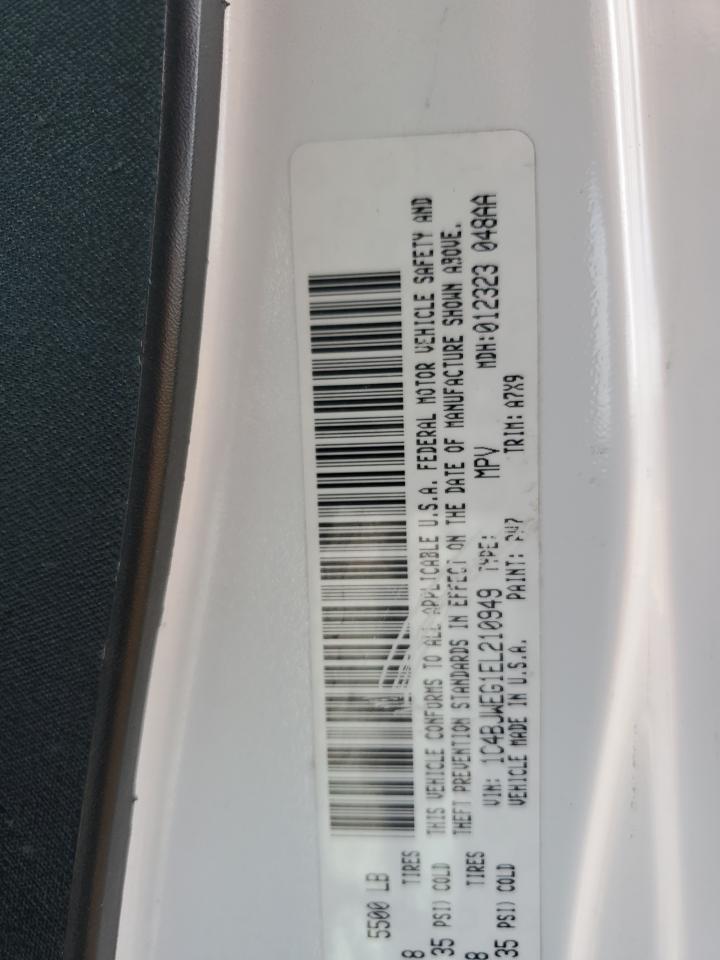 5500 LB
8 TIRES
35 PSI) COLD
8 TIRES
35 PSI) COLD
THIS VEHICLE CONFORMS TO ALL APPLICABLE U.S.A. FEDERAL MOTOR VEHICLE SAFETY AND
THEFT PREVENTION STANDARDS IN EFFECT ON THE DATE OF MANUFACTURE SHOWN ABOVE.
VIN: 1C4BJWEG1EL210949 TYPE: MPV MDH:012323 048AA
VEHICLE MADE IN U.S.A. PAINT: PW7 TRIM: A7X9